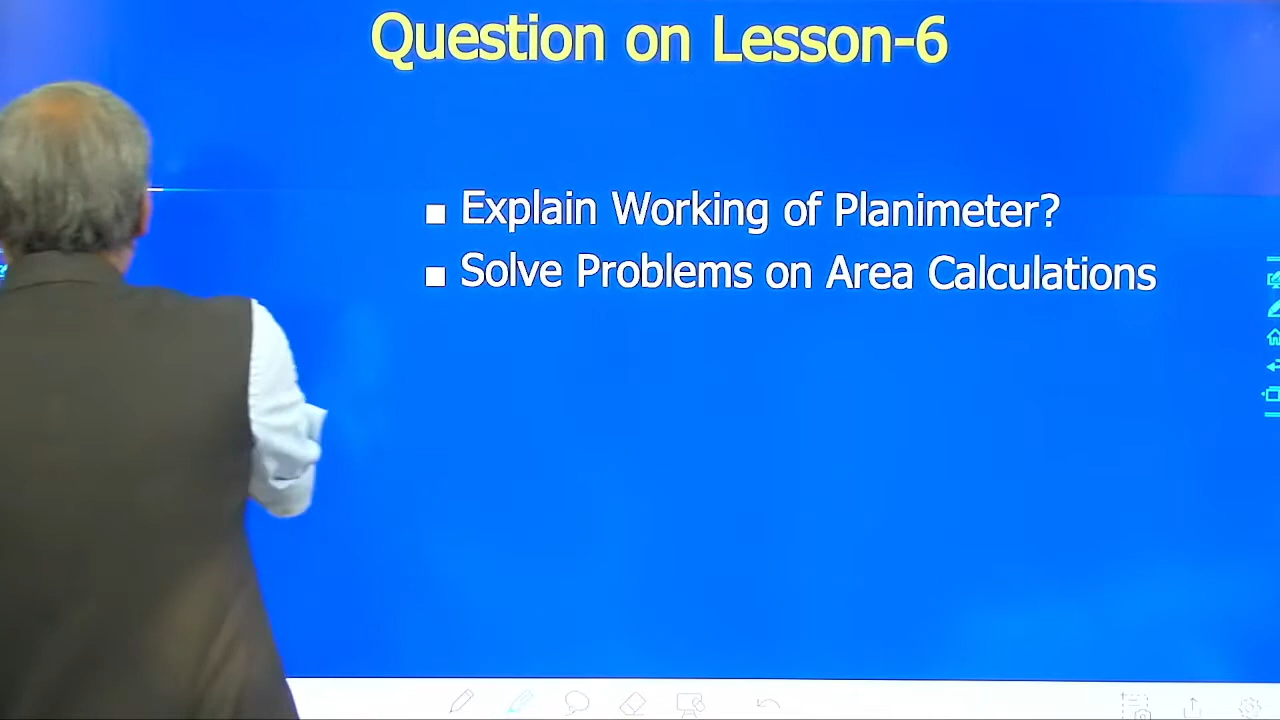 Question on Lesson-6
Explain Working of Planimeter?
Solve Problems on Area Calculations